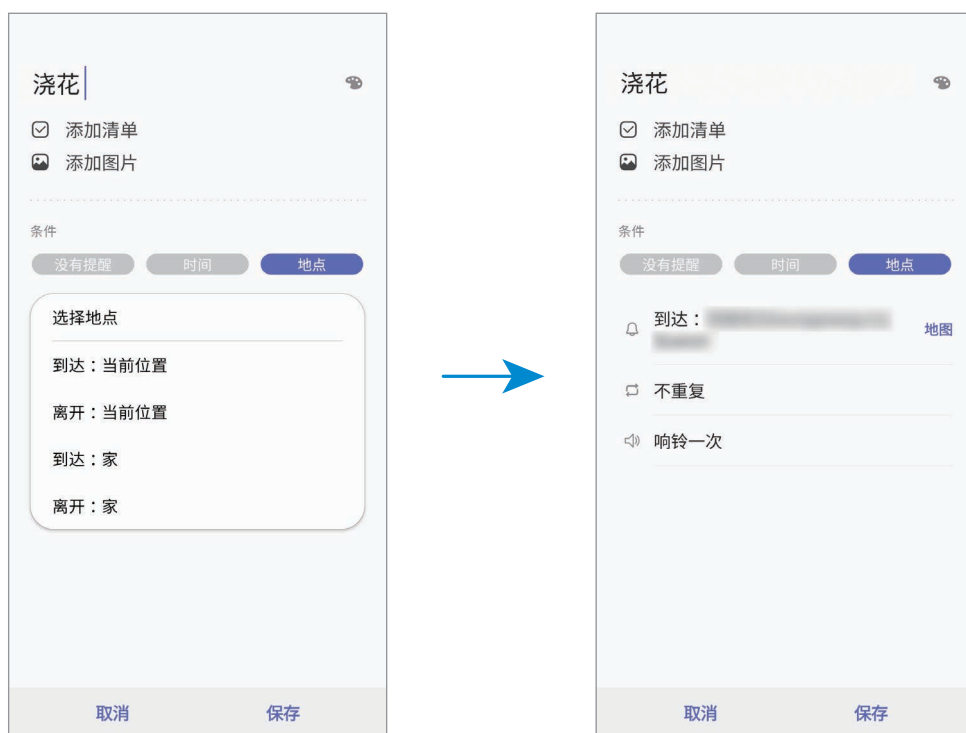 浇花
添加清单
添加图片
条件
没有提醒 时间 地点
选择地点
到达：当前位置
离开：当前位置
到达：家
离开：家
取消 保存
浇花
添加清单
添加图片
条件
没有提醒 时间 地点
到达：
地图
不重复
响铃一次
取消 保存